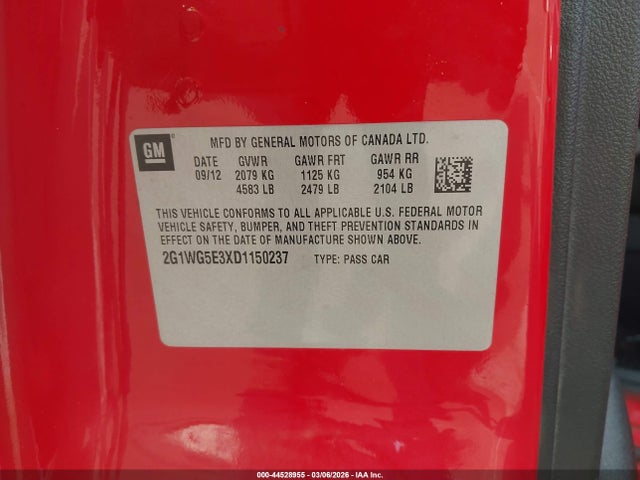 GM
MFD BY GENERAL MOTORS OF CANADA LTD.
DATE GVWR GAWR FRT GAWR RR
09/12 2079 KG 1125 KG 954 KG
4583 LB 2479 LB 2104 LB
THIS VEHICLE CONFORMS TO ALL APPLICABLE U.S. FEDERAL MOTOR
VEHICLE SAFETY, BUMPER, AND THEFT PREVENTION STANDARDS IN
EFFECT ON THE DATE OF MANUFACTURE SHOWN ABOVE.
2G1WG5E3XD1150237 TYPE: PASS CAR
000-44528955 - 03/06/2026 - IAA Inc.